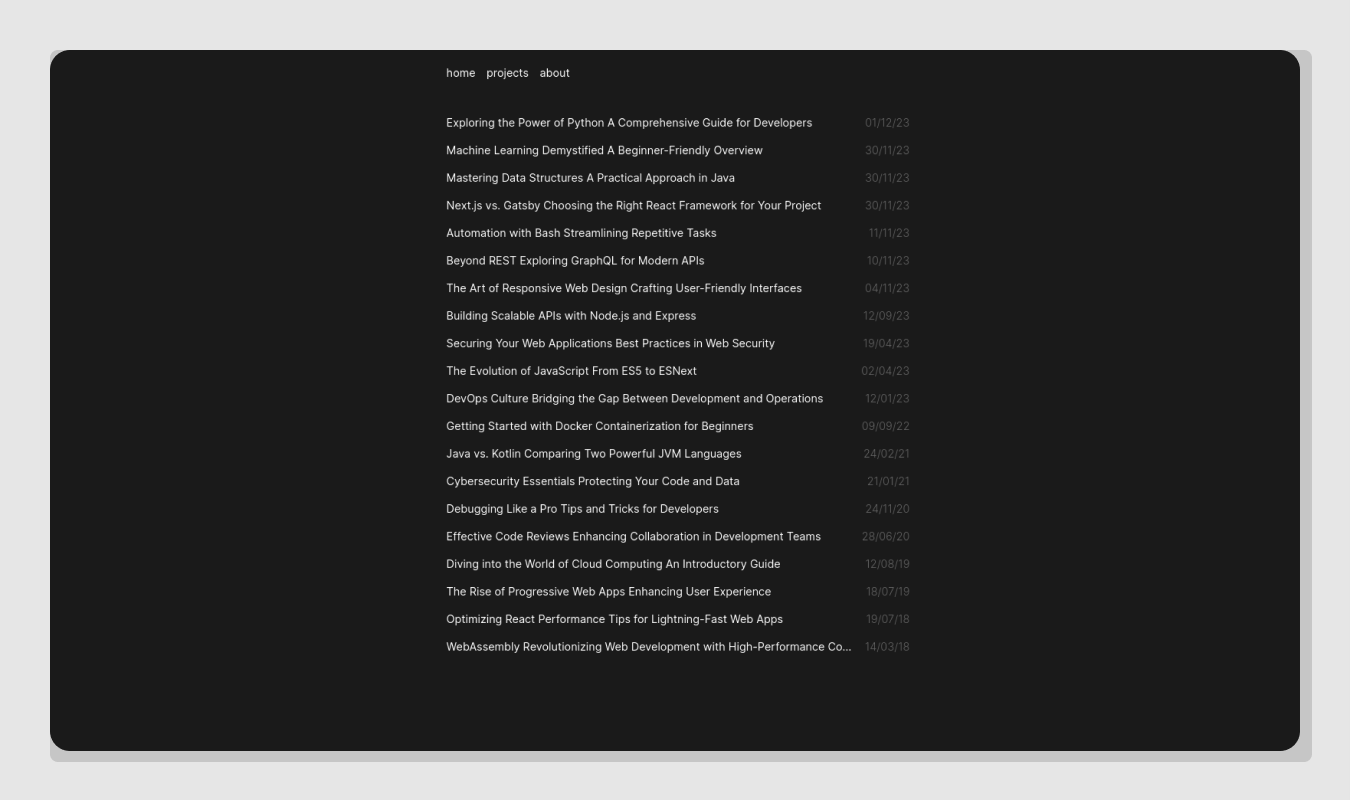 home projects about
Exploring the Power of Python A Comprehensive Guide for Developers 01/12/23
Machine Learning Demystified A Beginner-Friendly Overview 30/11/23
Mastering Data Structures A Practical Approach in Java 30/11/23
Next.js vs. Gatsby Choosing the Right React Framework for Your Project 30/11/23
Automation with Bash Streamlining Repetitive Tasks 11/11/23
Beyond REST Exploring GraphQL for Modern APIs 10/11/23
The Art of Responsive Web Design Crafting User-Friendly Interfaces 04/11/23
Building Scalable APIs with Node.js and Express 12/09/23
Securing Your Web Applications Best Practices in Web Security 19/04/23
The Evolution of JavaScript From ES5 to ESNext 02/04/23
DevOps Culture Bridging the Gap Between Development and Operations 12/01/23
Getting Started with Docker Containerization for Beginners 09/09/22
Java vs. Kotlin Comparing Two Powerful JVM Languages 24/02/21
Cybersecurity Essentials Protecting Your Code and Data 21/01/21
Debugging Like a Pro Tips and Tricks for Developers 24/11/20
Effective Code Reviews Enhancing Collaboration in Development Teams 28/06/20
Diving into the World of Cloud Computing An Introductory Guide 12/08/19
The Rise of Progressive Web Apps Enhancing User Experience 18/07/19
Optimizing React Performance Tips for Lightning-Fast Web Apps 19/07/18
WebAssembly Revolutionizing Web Development with High-Performance Co... 14/03/18